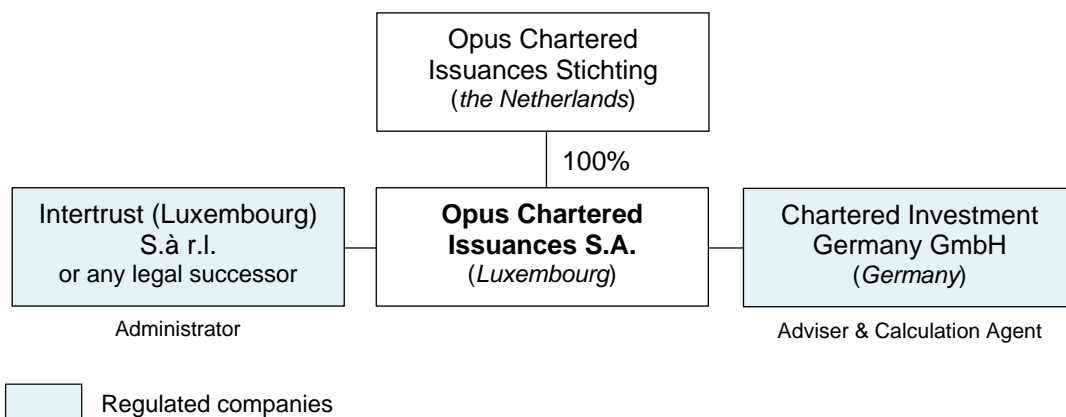 Opus Chartered
Issuances Stichting
(the Netherlands)
100%
Intertrust (Luxembourg)
S.à r.l.
or any legal successor
Administrator
Opus Chartered
Issuances S.A.
(Luxembourg)
Chartered Investment
Germany GmbH
(Germany)
Adviser & Calculation Agent
Regulated companies